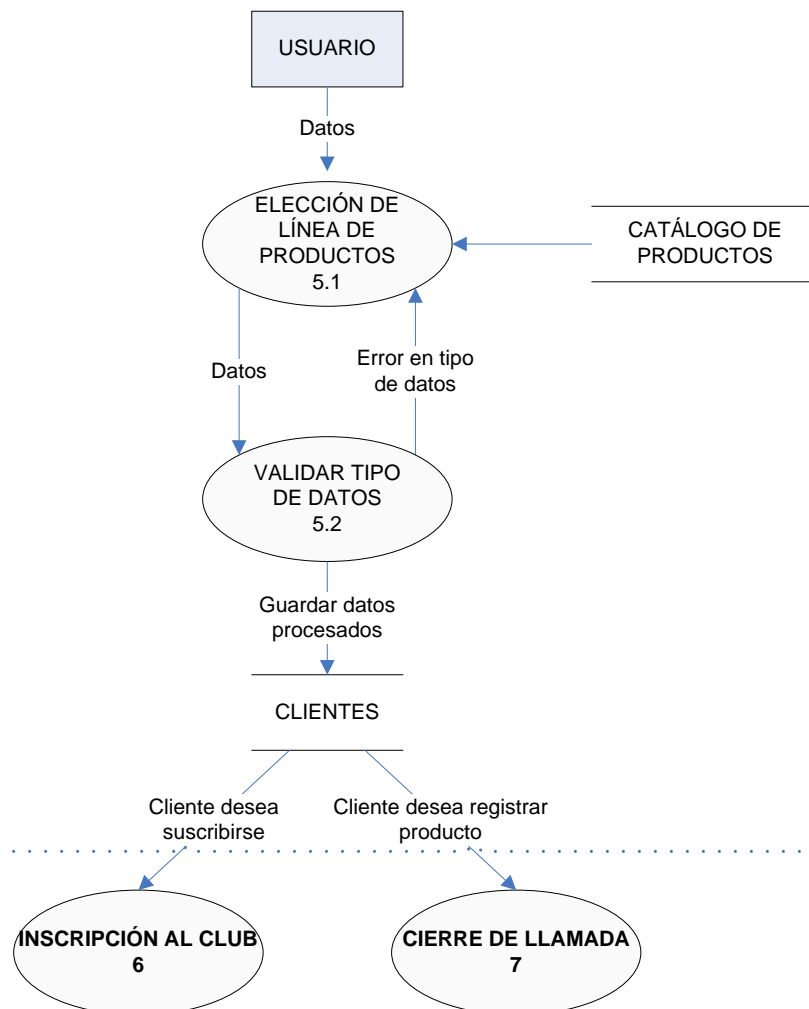 USUARIO
Datos
ELECCIÓN DE
LÍNEA DE
PRODUCTOS
5.1
CATÁLOGO DE
PRODUCTOS
Datos
Error en tipo
de datos
VALIDAR TIPO
DE DATOS
5.2
Guardar datos
procesados
CLIENTES
Cliente desea
suscribirse
Cliente desea registrar
producto
INSCRIPCIÓN AL CLUB
6
CIERRE DE LLAMADA
7